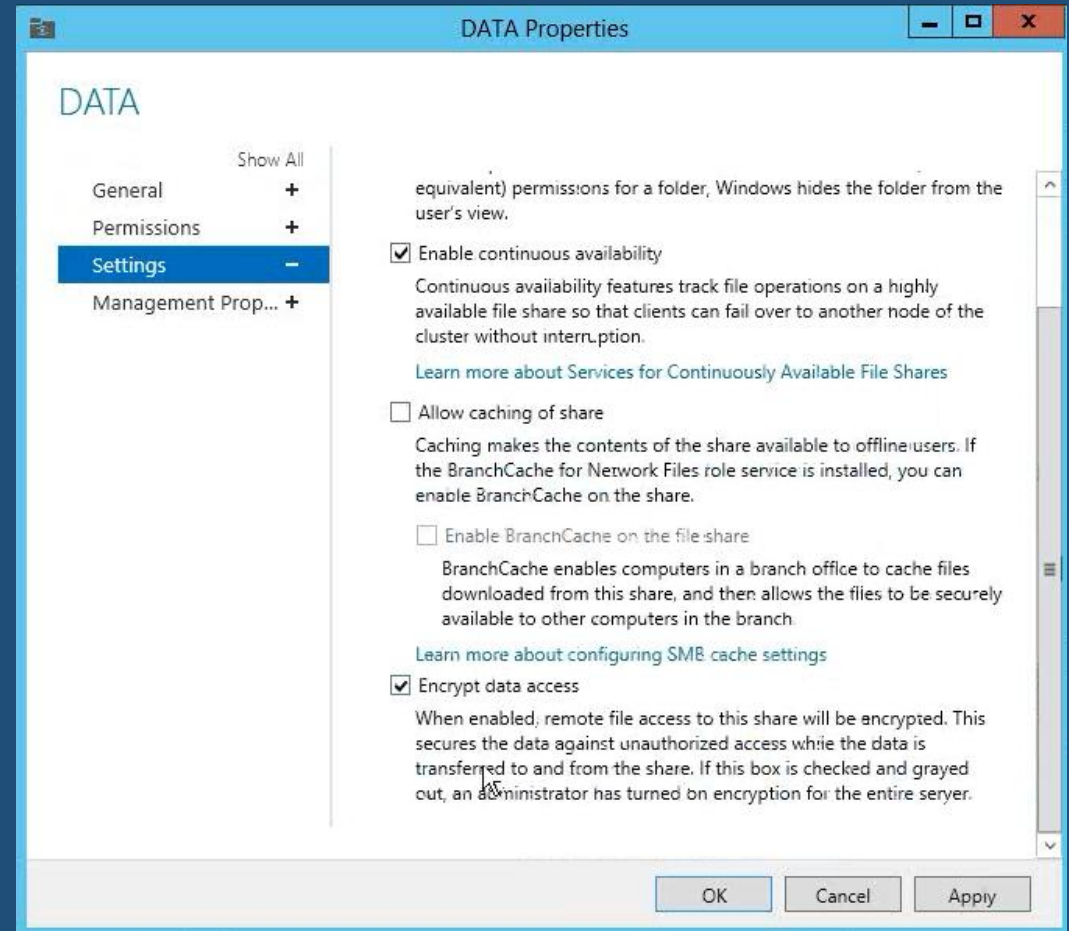 DATA Properties
DATA
Show All
General +
Permissions +
Settings −
Management Prop... +
equivalent) permissions for a folder, Windows hides the folder from the
user's view.
Enable continuous availability
Continuous availability features track file operations on a highly
available file share so that clients can fail over to another node of the
cluster without interruption.
Learn more about Services for Continuously Available File Shares
Allow caching of share
Caching makes the contents of the share available to offline users. If
the BranchCache for Network Files role service is installed, you can
enable BranchCache on the share.
Enable BranchCache on the file share
BranchCache enables computers in a branch office to cache files
downloaded from this share, and then allows the files to be securely
available to other computers in the branch.
Learn more about configuring SMB cache settings
Encrypt data access
When enabled, remote file access to this share will be encrypted. This
secures the data against unauthorized access while the data is
transferred to and from the share. If this box is checked and grayed
out, an administrator has turned on encryption for the entire server.
OK
Cancel
Apply